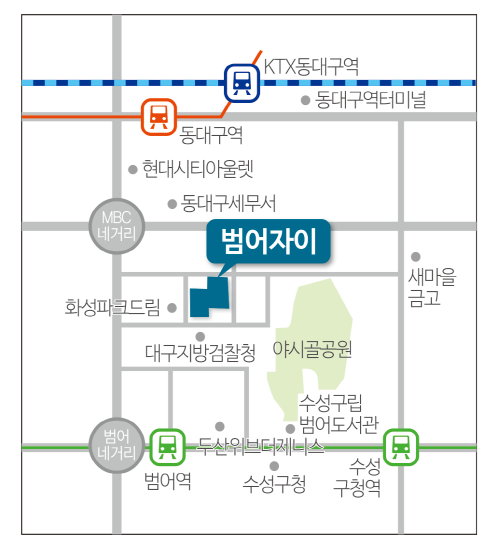 KTX동대구역
동대구역터미널
동대구역
현대시티아울렛
동대구세무서
MBC
네거리
범어자이
새마을
금고
화성파크드림
대구지방검찰청
야시골공원
수성구립
범어도서관
범어
네거리
두산위브더제니스
수성
구청역
범어역
수성구청